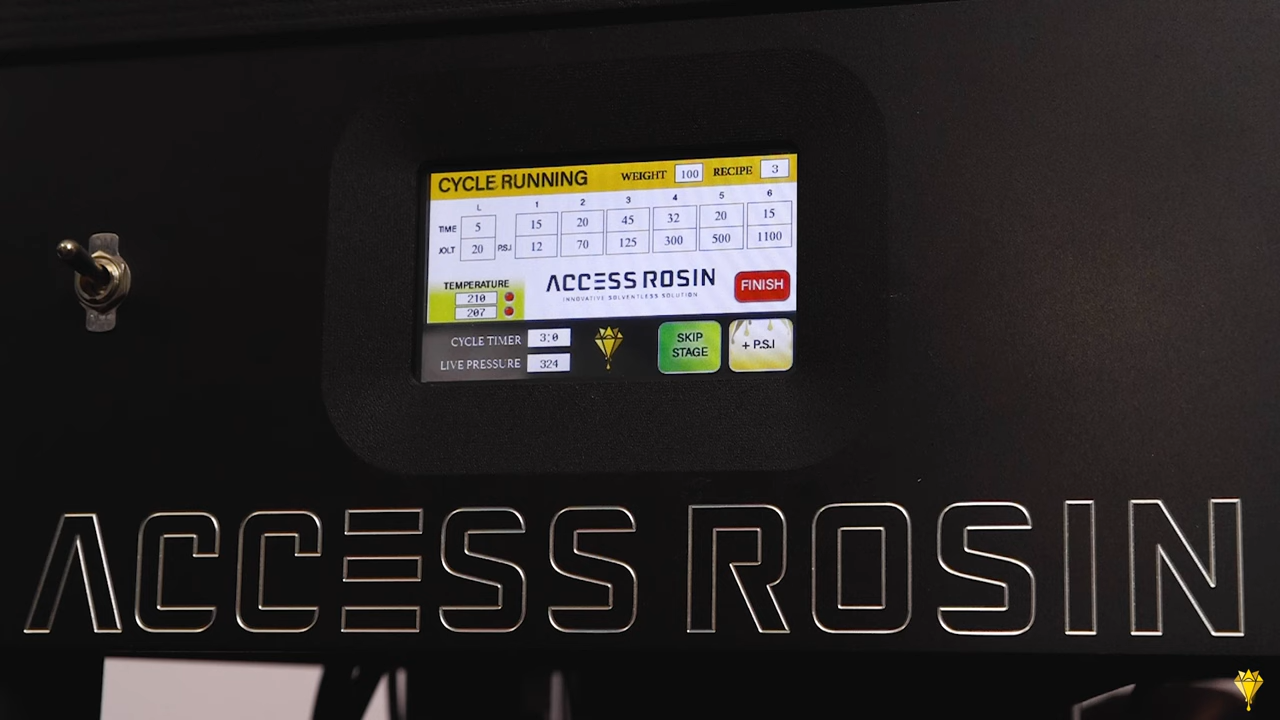 CYCLE RUNNING WEIGHT 100 RECIPE 3
L 1 2 3 4 5 6
TIME 5 15 20 45 32 20 15
JOLT 20 P.S.I 12 70 125 300 500 1100
TEMPERATURE
210
207
ACCESS ROSIN
INNOVATIVE SOLVENTLESS SOLUTION
FINISH
CYCLE TIMER 3:0
LIVE PRESSURE 324
SKIP
STAGE
+ P.S.I
ACCESS ROSIN